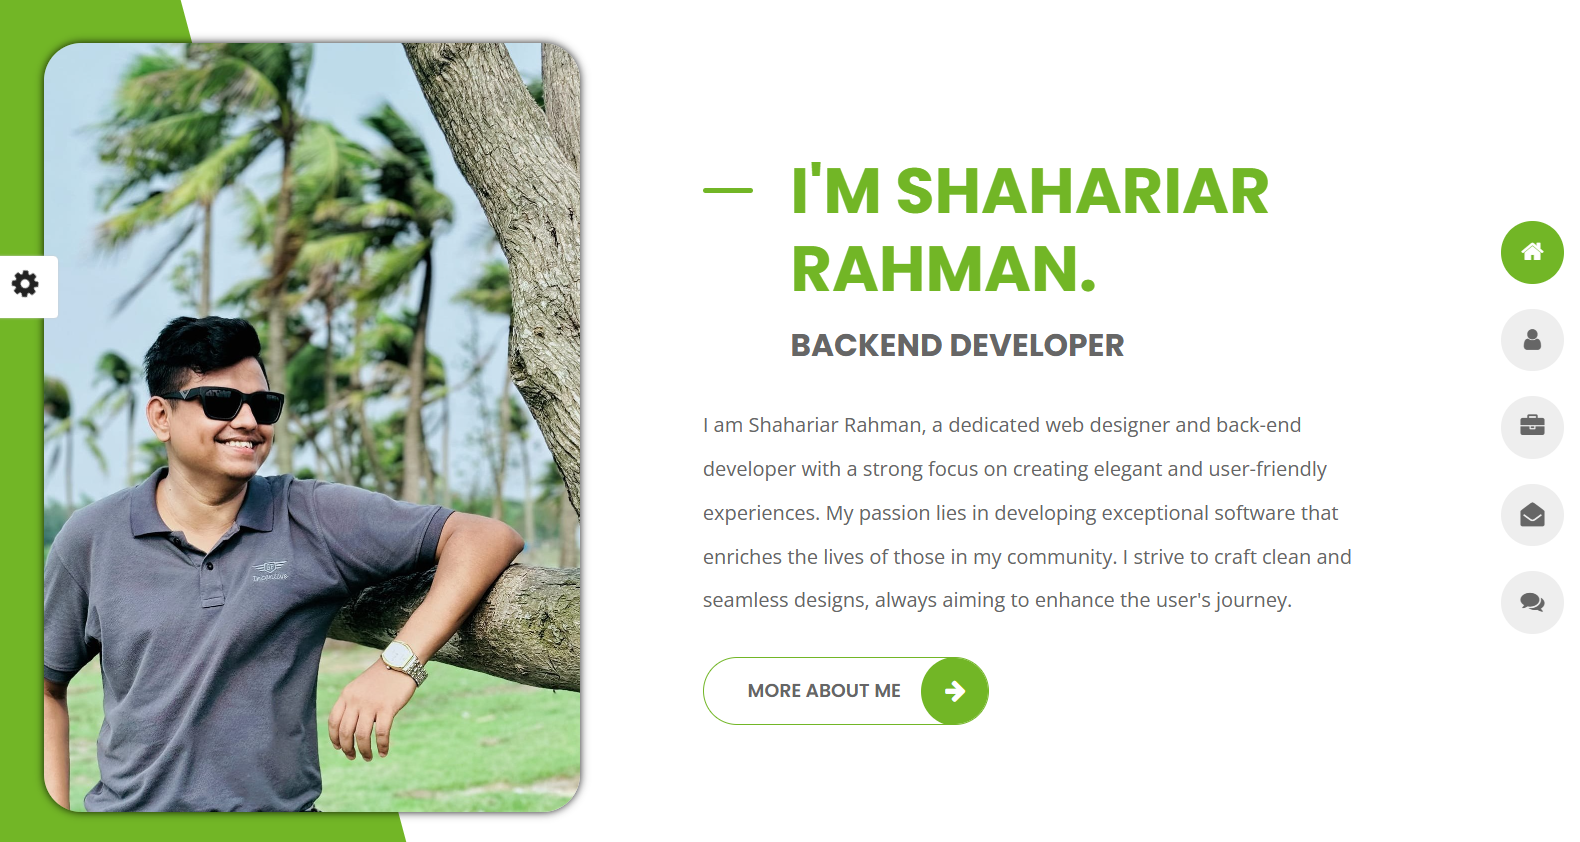 I'M SHAHARIAR
RAHMAN.
BACKEND DEVELOPER
I am Shahariar Rahman, a dedicated web designer and back-end
developer with a strong focus on creating elegant and user-friendly
experiences. My passion lies in developing exceptional software that
enriches the lives of those in my community. I strive to craft clean and
seamless designs, always aiming to enhance the user's journey.
MORE ABOUT ME